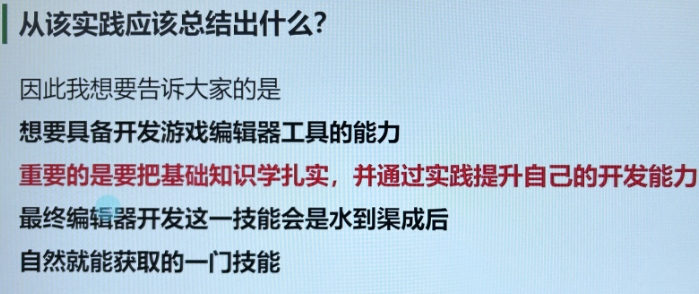 从该实践应该总结出什么?
因此我想要告诉大家的是
想要具备开发游戏编辑器工具的能力
重要的是要把基础知识学扎实，并通过实践提升自己的开发能力
最终编辑器开发这一技能会是水到渠成后
自然就能获取的一门技能